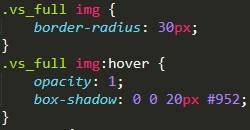 .vs_full img {
    border-radius: 30px;
}
.vs_full img:hover {
    opacity: 1;
    box-shadow: 0 0 20px #952;
}